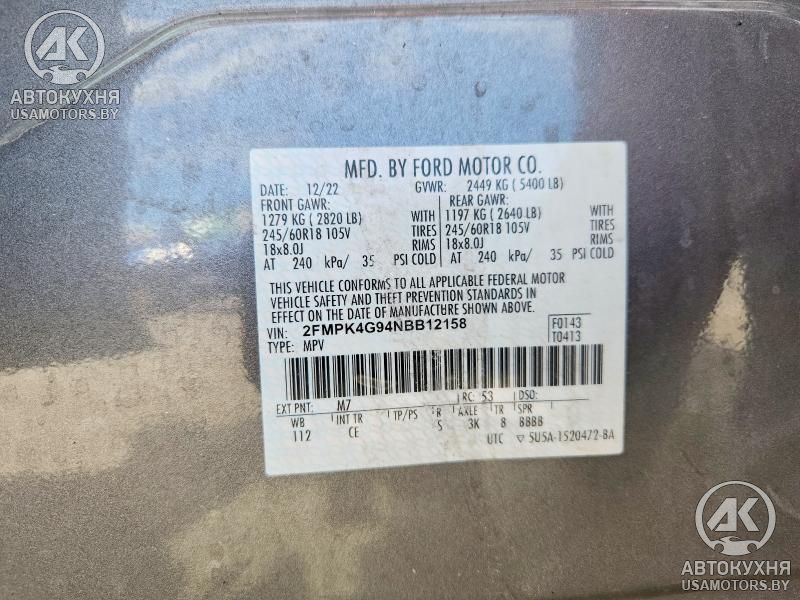 AK
АВТОКУХНЯ
USAMOTORS.BY
MFD. BY FORD MOTOR CO.
DATE: 12/22 GVWR: 2449 KG ( 5400 LB)
FRONT GAWR: REAR GAWR:
1279 KG ( 2820 LB) WITH 1197 KG ( 2640 LB) WITH
245/60R18 105V TIRES 245/60R18 105V TIRES
18x8.0J RIMS 18x8.0J RIMS
AT 240 kPa/ 35 PSI COLD AT 240 kPa/ 35 PSI COLD
THIS VEHICLE CONFORMS TO ALL APPLICABLE FEDERAL MOTOR
VEHICLE SAFETY AND THEFT PREVENTION STANDARDS IN
EFFECT ON THE DATE OF MANUFACTURE SHOWN ABOVE.
VIN: 2FMPK4G94NBB12158 F0143
TYPE: MPV T0413
EXT PNT: M7 RC: 53 DSO:
WB INT TR TP/PS R AXLE TR SPR
112 CE S 3K 8 BBBB
UTC ▽ 5U5A-1520472-BA
AK
АВТОКУХНЯ
USAMOTORS.BY